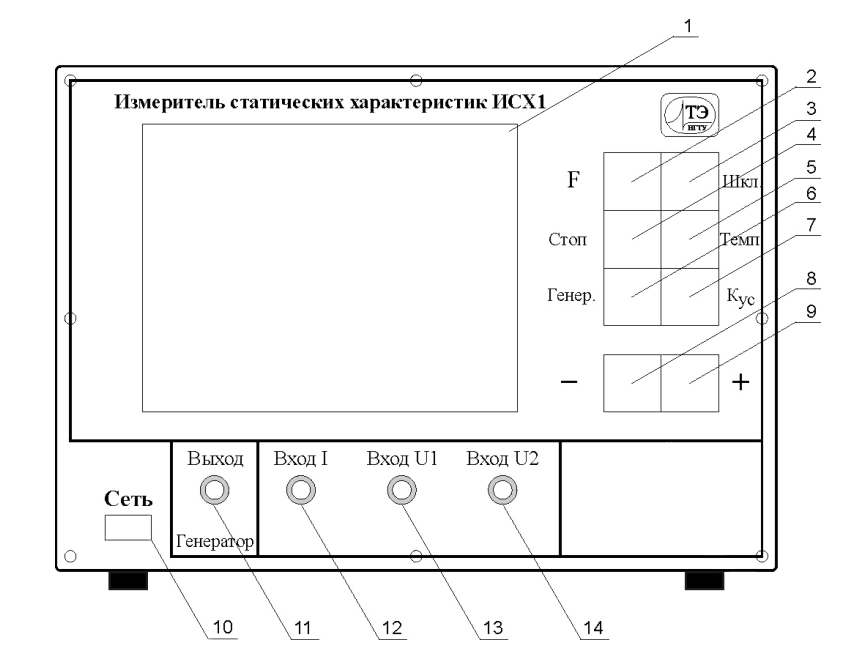 1
2
3
4
5
6
7
8
9
Измеритель статических характеристик ИСХ1
ТЭ
НГТУ
F
Шкл.
Стоп
Темп
Генер.
Кус
−
+
Выход
Вход I
Вход U1
Вход U2
Сеть
Генератор
10
11
12
13
14